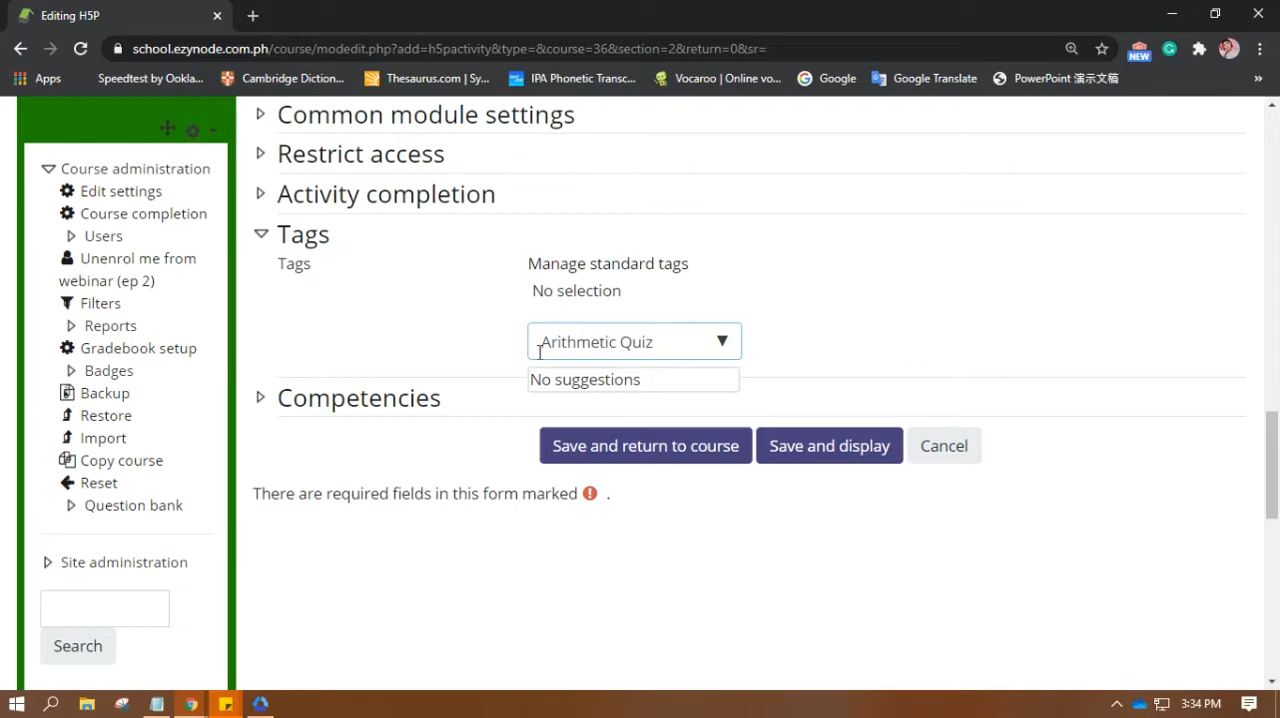 Editing H5P
school.ezynode.com.ph/course/modedit.php?add=h5pactivity&type=&course=36&section=2&return=0&sr=
NEW
Apps
Speedtest by Ookla...
Cambridge Diction...
Thesaurus.com | Sy...
IPA Phonetic Transc...
Vocaroo | Online vo...
Google
Google Translate
PowerPoint 演示文稿
»
Course administration
Edit settings
Course completion
Users
Unenrol me from
webinar (ep 2)
Filters
Reports
Gradebook setup
Badges
Backup
Restore
Import
Copy course
Reset
Question bank
Site administration
Search
Common module settings
Restrict access
Activity completion
Tags
Tags
Manage standard tags
No selection
Arithmetic Quiz
No suggestions
Competencies
Save and return to course
Save and display
Cancel
There are required fields in this form marked .
3:34 PM